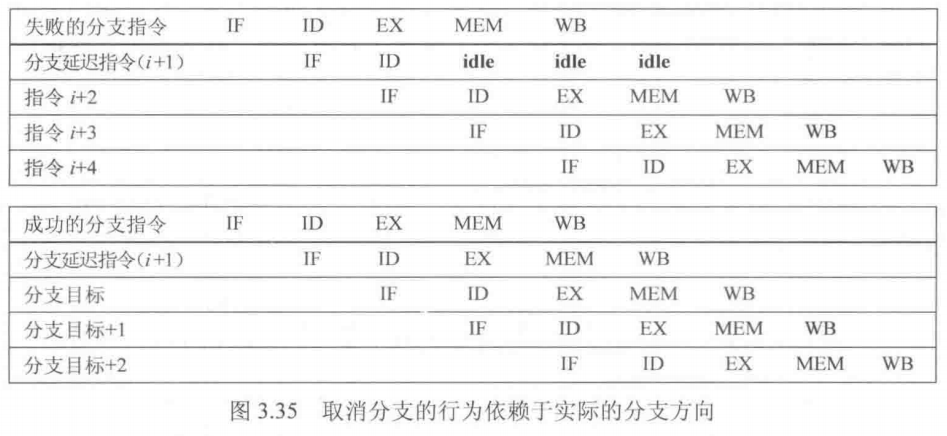 失败的分支指令 IF ID EX MEM WB
分支延迟指令(i+1) IF ID idle idle idle
指令 i+2 IF ID EX MEM WB
指令 i+3 IF ID EX MEM WB
指令 i+4 IF ID EX MEM WB
成功的分支指令 IF ID EX MEM WB
分支延迟指令(i+1) IF ID EX MEM WB
分支目标 IF ID EX MEM WB
分支目标+1 IF ID EX MEM WB
分支目标+2 IF ID EX MEM WB
图 3.35 取消分支的行为依赖于实际的分支方向